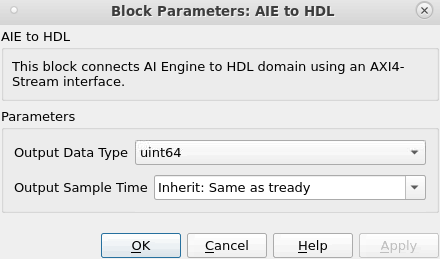 Block Parameters: AIE to HDL
AIE to HDL
This block connects AI Engine to HDL domain using an AXI4-
Stream interface.
Parameters
Output Data Type uint64
Output Sample Time Inherit: Same as tready
OK Cancel Help Apply